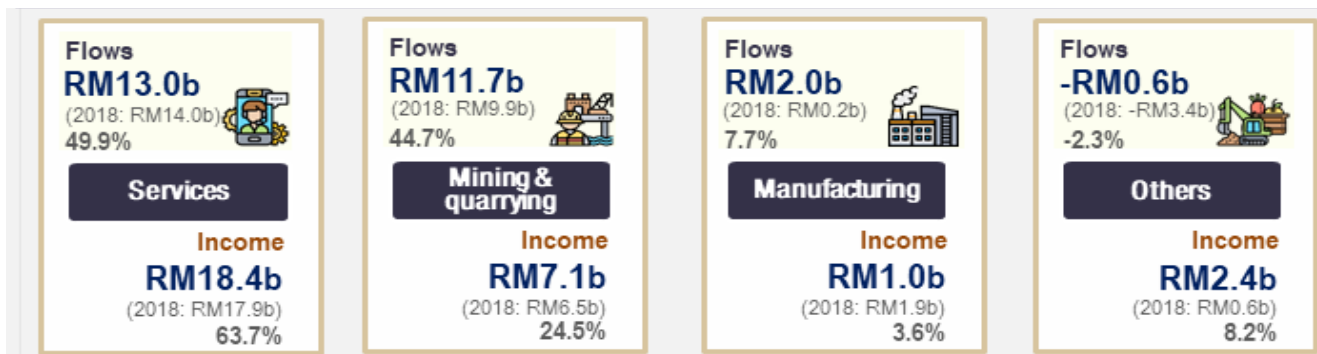 Flows
RM13.0b
(2018: RM14.0b)
49.9%
Services
Income
RM18.4b
(2018: RM17.9b)
63.7%
Flows
RM11.7b
(2018: RM9.9b)
44.7%
Mining &
quarrying
Income
RM7.1b
(2018: RM6.5b)
24.5%
Flows
RM2.0b
(2018: RM0.2b)
7.7%
Manufacturing
Income
RM1.0b
(2018: RM1.9b)
3.6%
Flows
-RM0.6b
(2018: -RM3.4b)
-2.3%
Others
Income
RM2.4b
(2018: RM0.6b)
8.2%